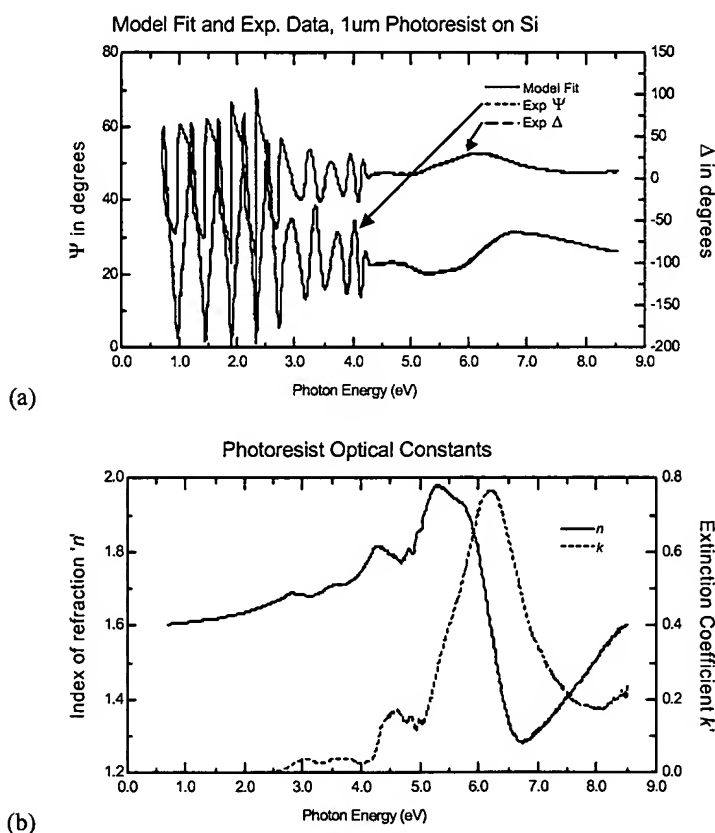 Model Fit and Exp. Data, 1um Photoresist on Si
Ψ in degrees
80
60
40
20
0
Model Fit
Exp Ψ
Exp Δ
150
100
50
0
-50
-100
-150
-200
Δ in degrees
0.0 1.0 2.0 3.0 4.0 5.0 6.0 7.0 8.0 9.0
Photon Energy (eV)
(a)
Photoresist Optical Constants
Index of refraction 'n'
2.0
1.8
1.6
1.4
1.2
n
k
0.8
0.6
0.4
0.2
0.0
Extinction Coefficient k'
0.0 1.0 2.0 3.0 4.0 5.0 6.0 7.0 8.0 9.0
Photon Energy (eV)
(b)